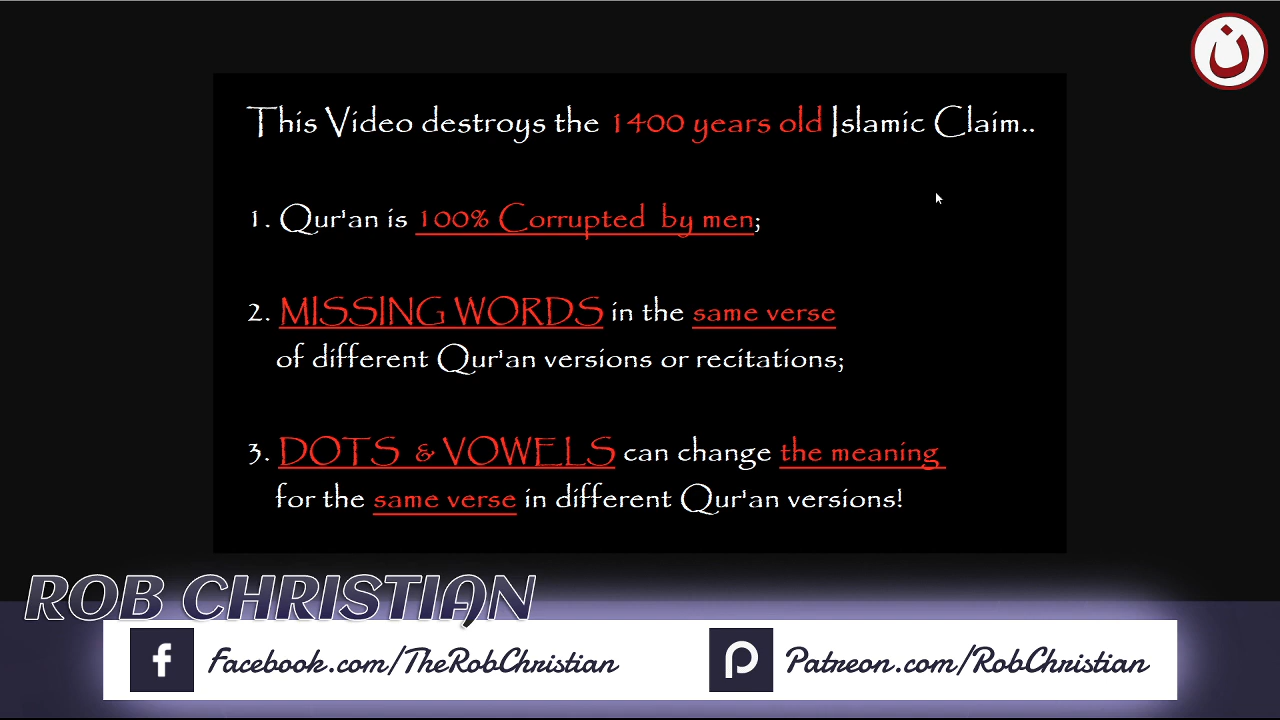 ن
This Video destroys the 1400 years old Islamic Claim..
1. Qur'an is 100% Corrupted by men;
2. MISSING WORDS in the same verse
of different Qur'an versions or recitations;
3. DOTS & VOWELS can change the meaning
for the same verse in different Qur'an versions!
ROB CHRISTIAN
f Facebook.com/TheRobChristian Patreon.com/RobChristian